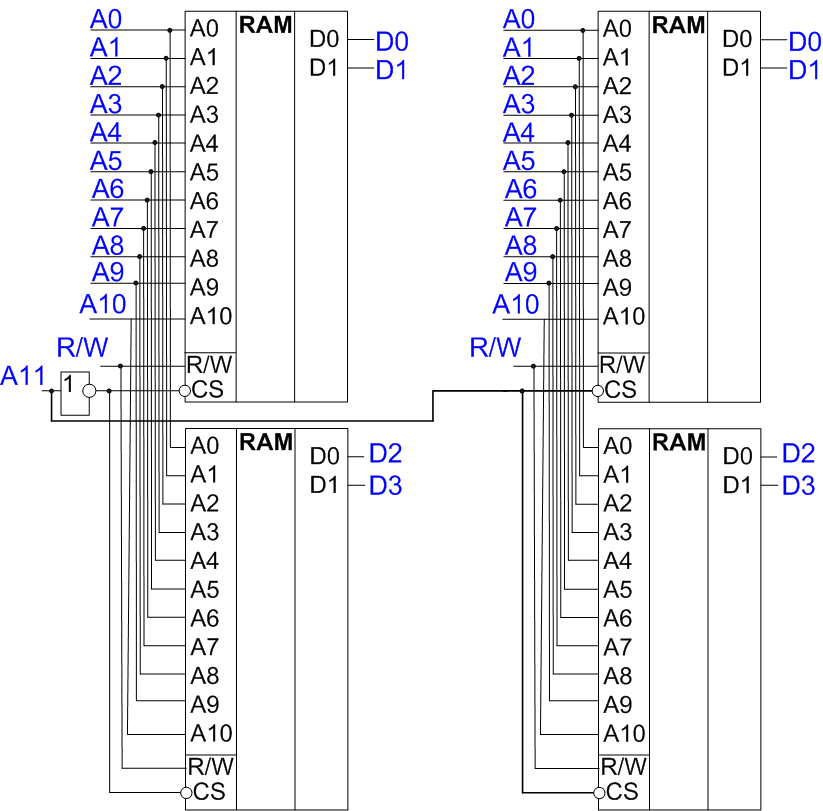 A0 A0 RAM D0 D0
A1 A1 D1 D1
A2 A2
A3 A3
A4 A4
A5 A5
A6 A6
A7 A7
A8 A8
A9 A9
A10 A10
R/W R/W
A11 1 CS
A0 RAM D0 D2
A1 D1 D3
A2
A3
A4
A5
A6
A7
A8
A9
A10
R/W
CS
A0 A0 RAM D0 D0
A1 A1 D1 D1
A2 A2
A3 A3
A4 A4
A5 A5
A6 A6
A7 A7
A8 A8
A9 A9
A10 A10
R/W R/W
CS
A0 RAM D0 D2
A1 D1 D3
A2
A3
A4
A5
A6
A7
A8
A9
A10
R/W
CS